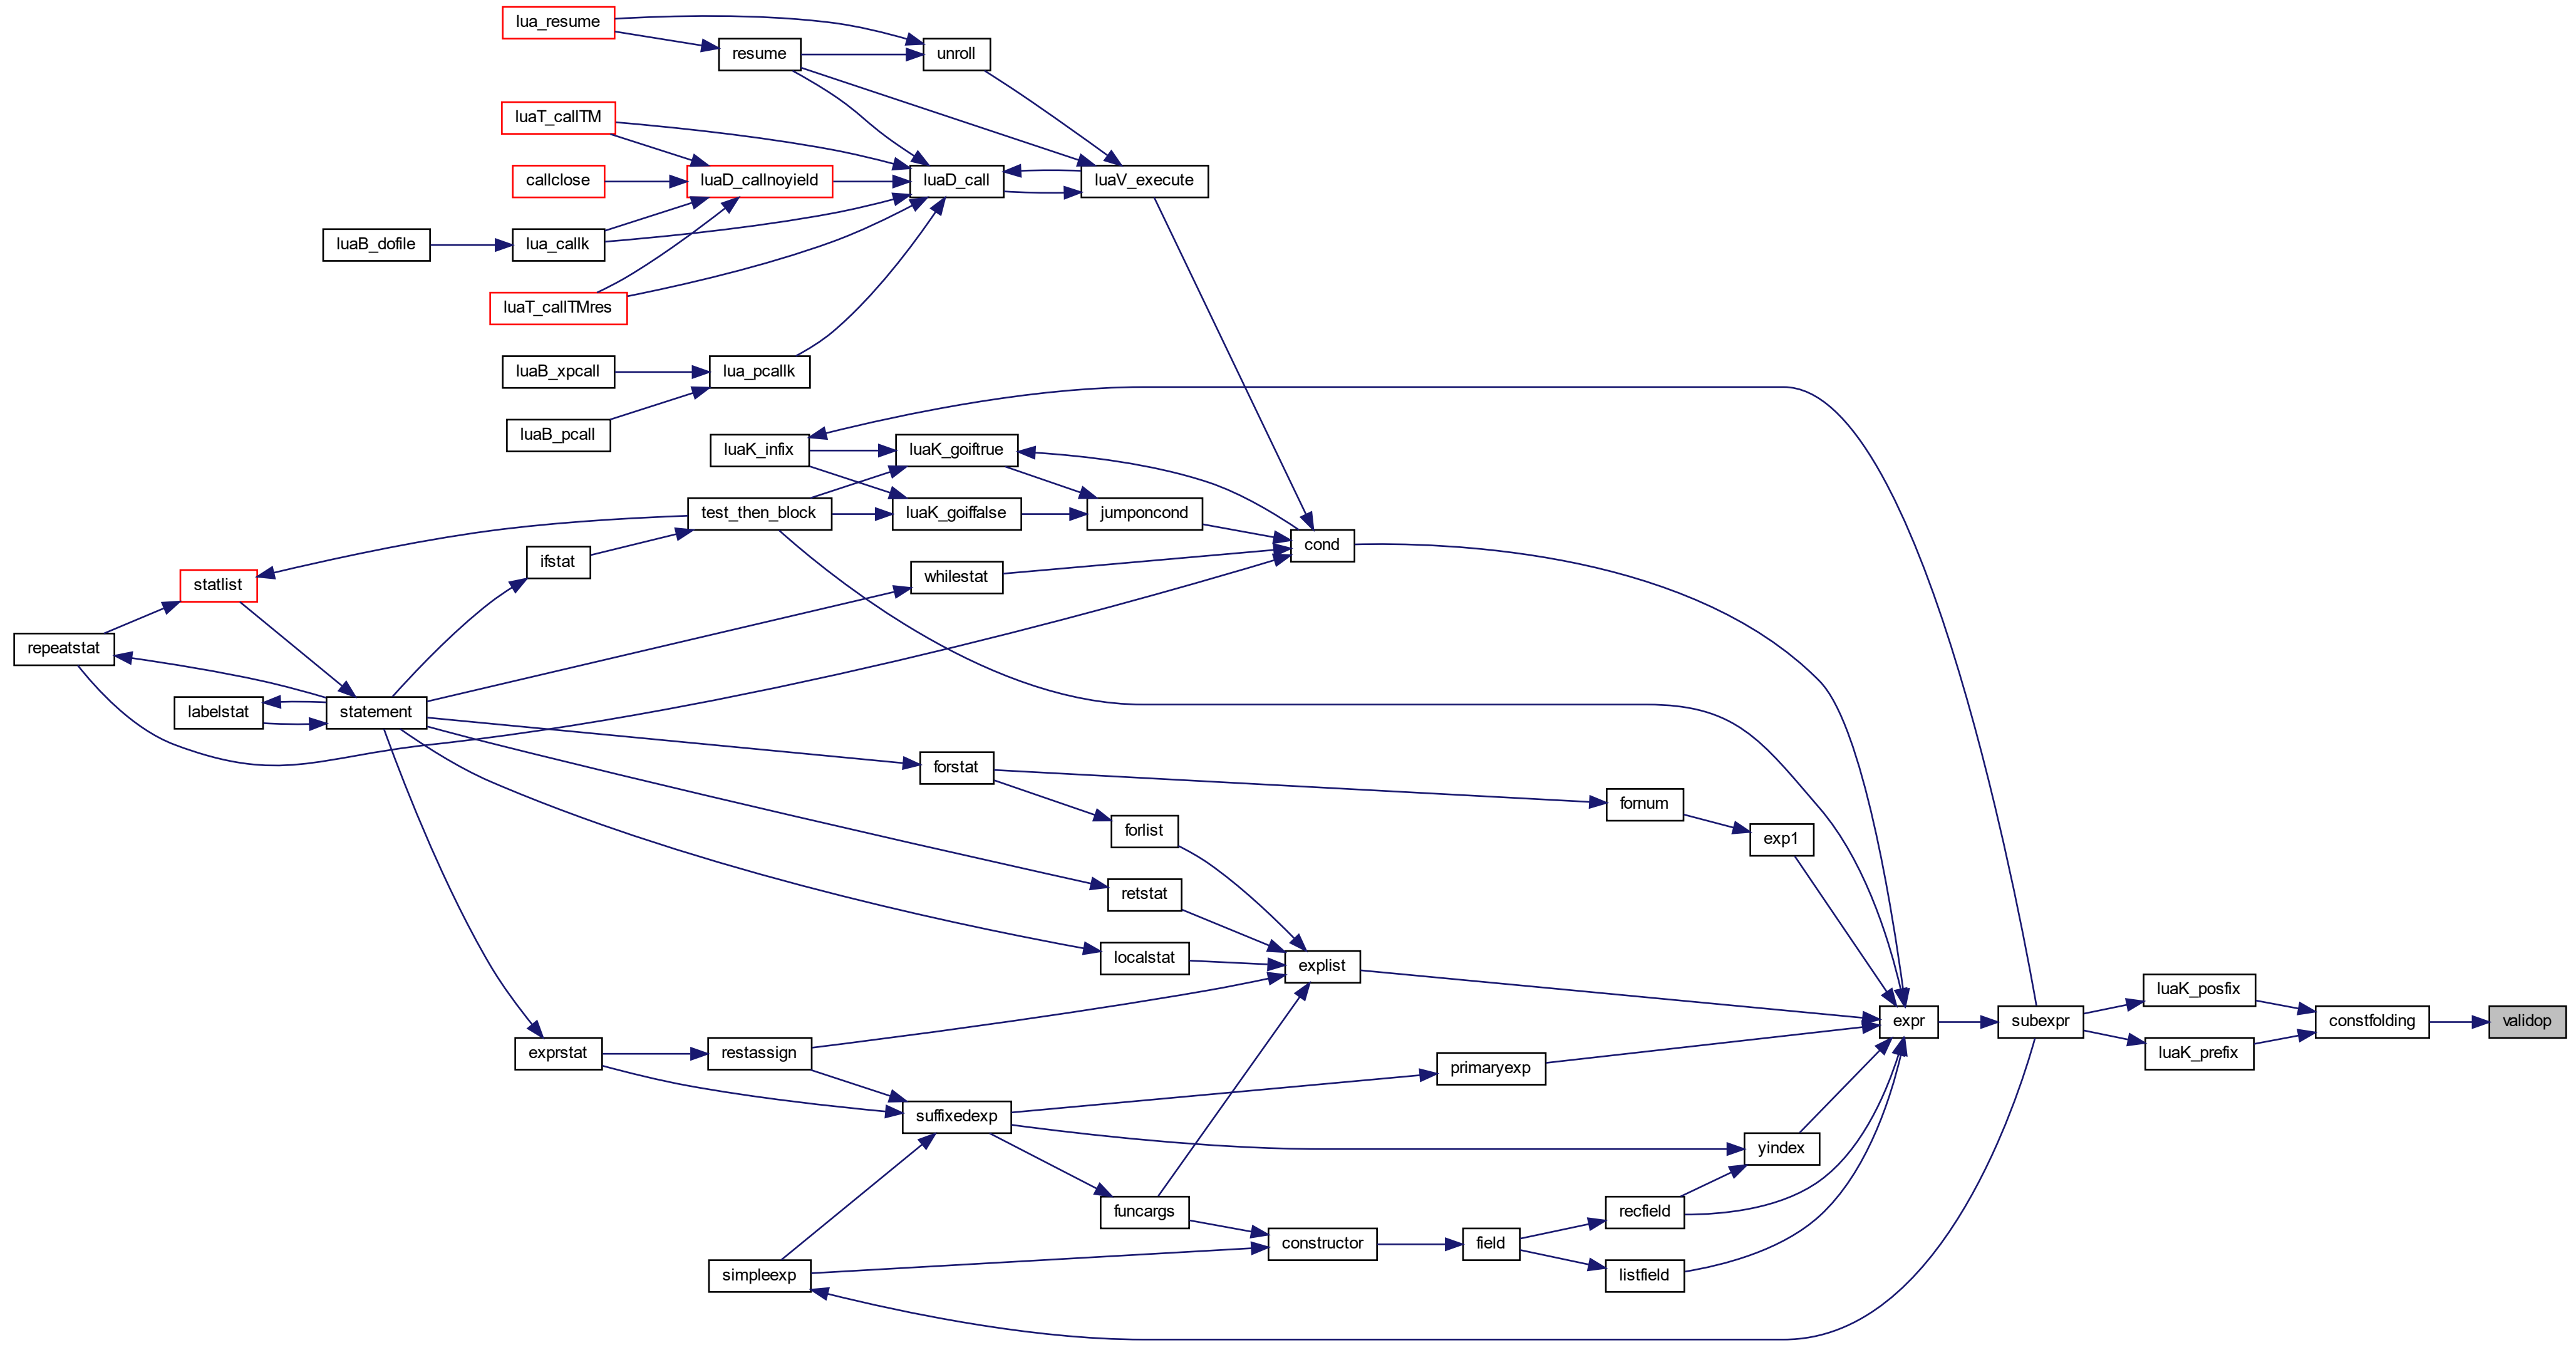 lua_resume
resume
unroll
luaT_callTM
callclose
luaD_callnoyield
luaD_call
luaV_execute
luaB_dofile
lua_callk
luaT_callTMres
luaB_xpcall
lua_pcallk
luaB_pcall
luaK_infix
luaK_goiftrue
test_then_block
luaK_goiffalse
jumponcond
cond
ifstat
whilestat
statlist
repeatstat
labelstat
statement
forstat
fornum
forlist
exp1
retstat
localstat
explist
luaK_posfix
expr
subexpr
constfolding
validop
exprstat
restassign
luaK_prefix
primaryexp
suffixedexp
yindex
funcargs
recfield
constructor
field
simpleexp
listfield